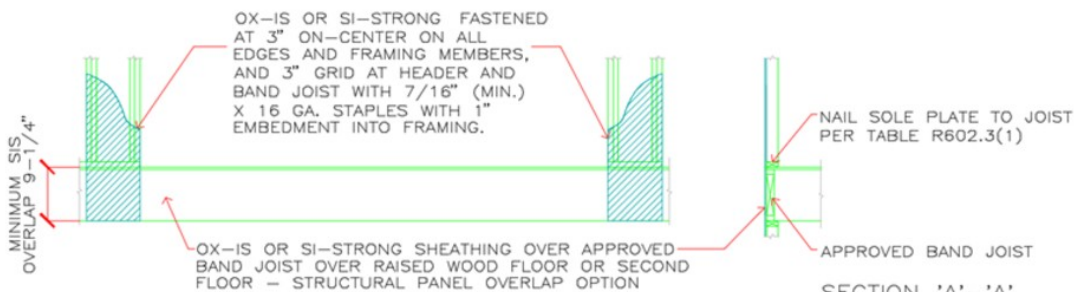 OX-IS OR SI-STRONG FASTENED
AT 3" ON-CENTER ON ALL
EDGES AND FRAMING MEMBERS,
AND 3" GRID AT HEADER AND
BAND JOIST WITH 7/16" (MIN.)
X 16 GA. STAPLES WITH 1"
EMBEDMENT INTO FRAMING.
NAIL SOLE PLATE TO JOIST
PER TABLE R602.3(1)
MINIMUM SIS
OVERLAP 9-1/4"
OX-IS OR SI-STRONG SHEATHING OVER APPROVED
BAND JOIST OVER RAISED WOOD FLOOR OR SECOND
FLOOR - STRUCTURAL PANEL OVERLAP OPTION
APPROVED BAND JOIST
SECTION 'A'-'A'